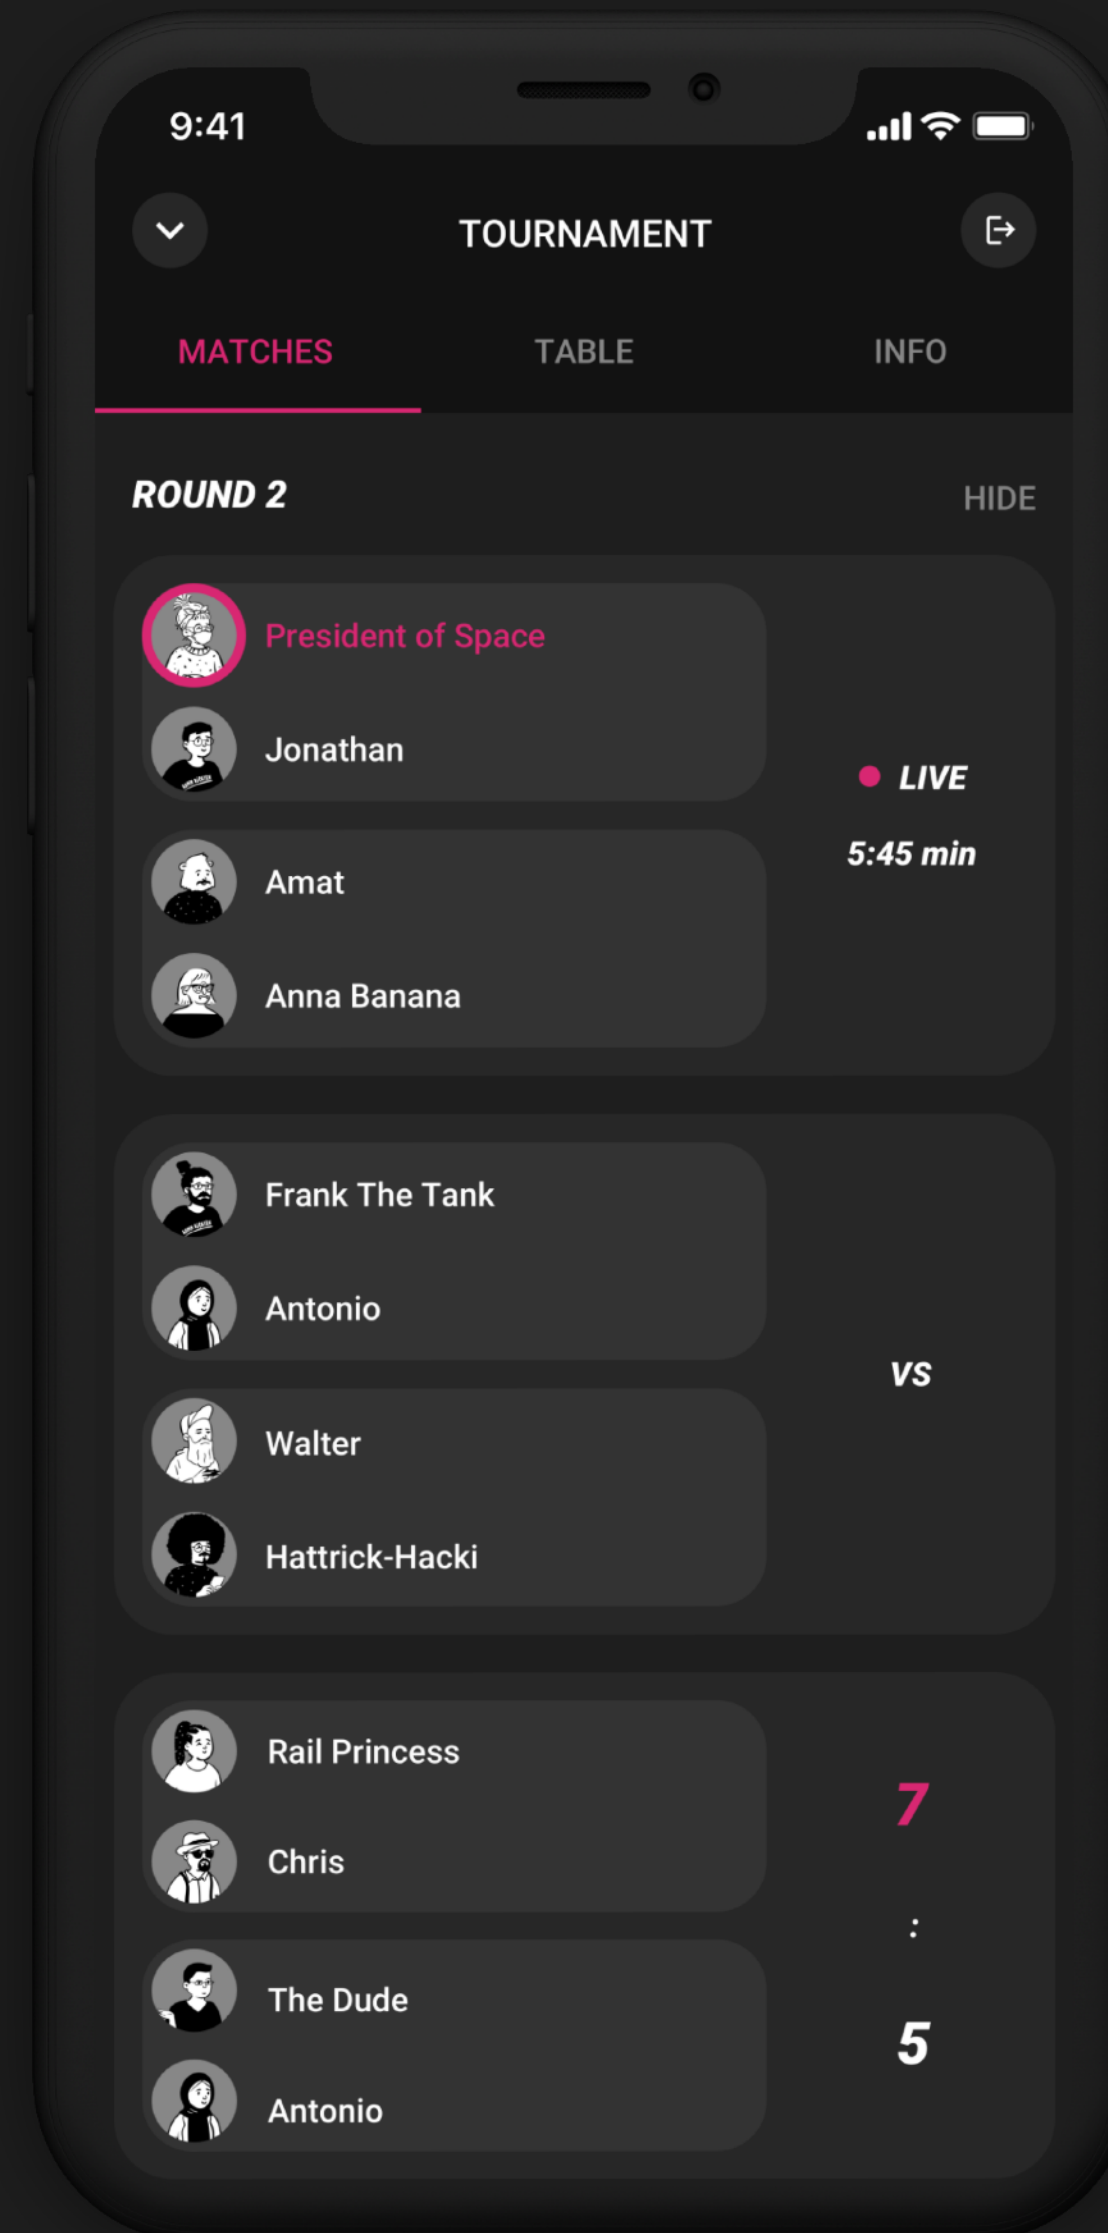 9:41
TOURNAMENT
MATCHES TABLE INFO
ROUND 2 HIDE
President of Space
Jonathan
LIVE
5:45 min
Amat
Anna Banana
Frank The Tank
Antonio
VS
Walter
Hattrick-Hacki
Rail Princess
Chris
7
:
5
The Dude
Antonio